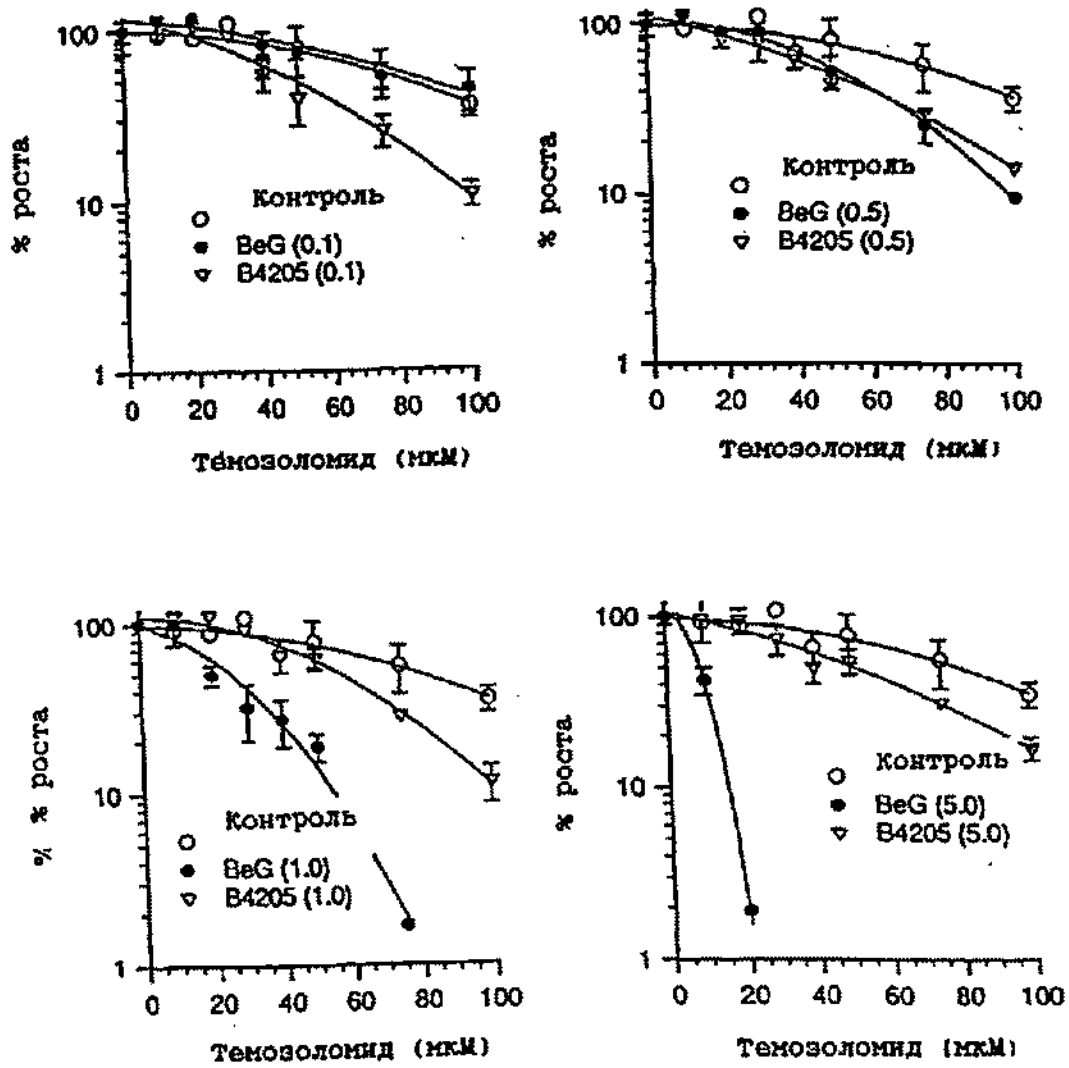 100
10
1
% роста
Контроль
BeG (0.1)
B4205 (0.1)
0 20 40 60 80 100
Темозоломид (мкМ)
100
10
1
% роста
Контроль
BeG (0.5)
B4205 (0.5)
0 20 40 60 80 100
Темозоломид (мкМ)
100
10
1
% % роста
Контроль
BeG (1.0)
B4205 (1.0)
0 20 40 60 80 100
Темозоломид (мкМ)
100
10
1
% роста
Контроль
BeG (5.0)
B4205 (5.0)
0 20 40 60 80 100
Темозоломид (мкМ)